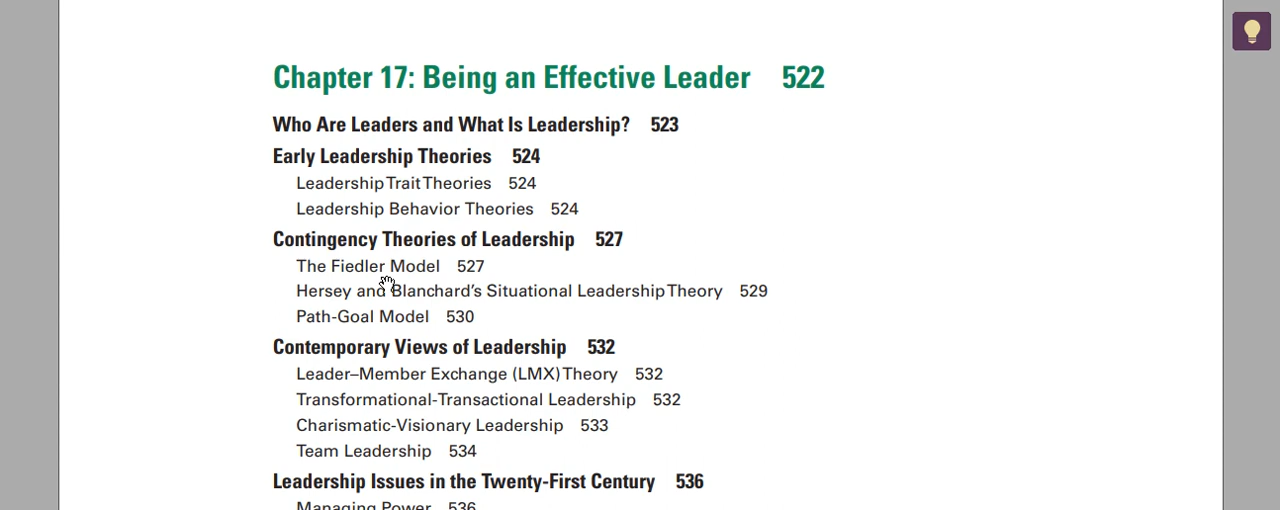 Chapter 17: Being an Effective Leader 522
Who Are Leaders and What Is Leadership? 523
Early Leadership Theories 524
Leadership Trait Theories 524
Leadership Behavior Theories 524
Contingency Theories of Leadership 527
The Fiedler Model 527
Hersey and Blanchard’s Situational Leadership Theory 529
Path-Goal Model 530
Contemporary Views of Leadership 532
Leader–Member Exchange (LMX) Theory 532
Transformational-Transactional Leadership 532
Charismatic-Visionary Leadership 533
Team Leadership 534
Leadership Issues in the Twenty-First Century 536
Managing Power 536